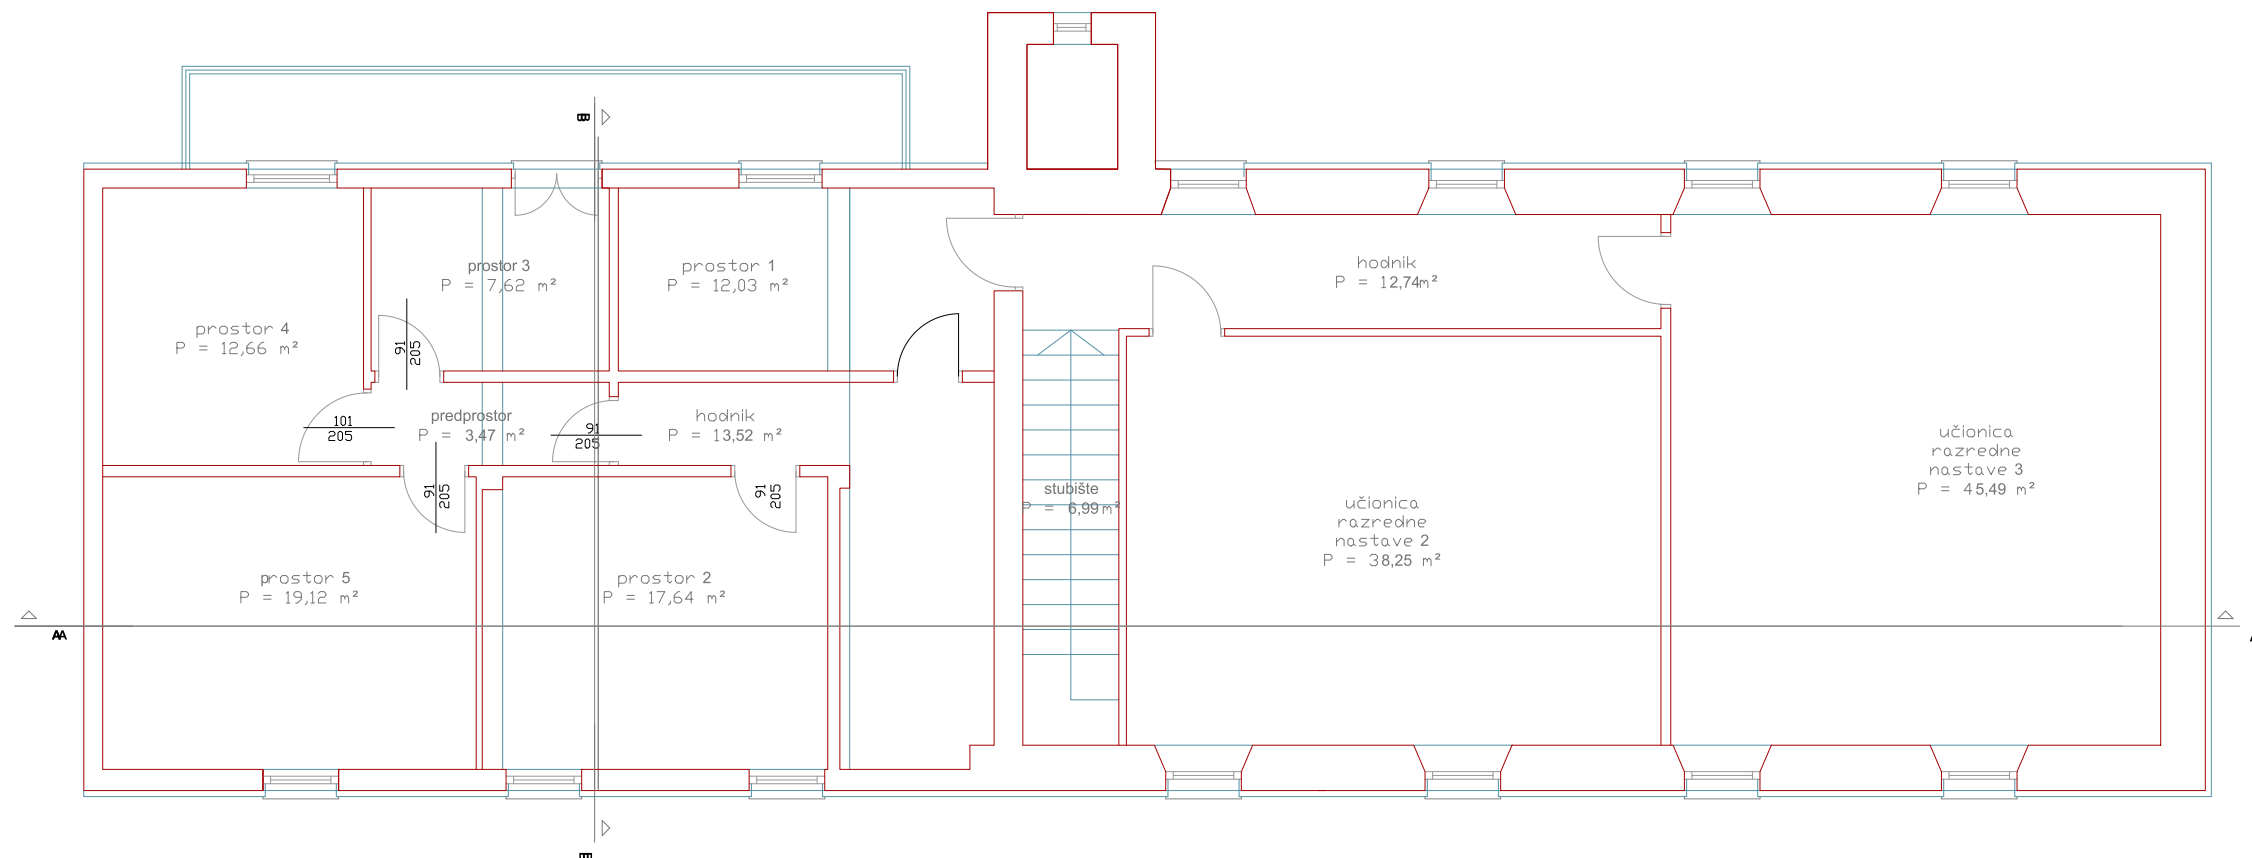 B
prostor 3
P = 7,62 m²
prostor 1
P = 12,03 m²
hodnik
P = 12,74m²
prostor 4
P = 12,66 m²
91
205
predprostor
P = 3,47 m²
101
205
hodnik
P = 13,52 m²
91
205
učionica
razredne
nastave 3
P = 45,49 m²
91
205
91
205
stubište
P = 6,99m²
učionica
razredne
nastave 2
P = 38,25 m²
prostor 5
P = 19,12 m²
prostor 2
P = 17,64 m²
AA